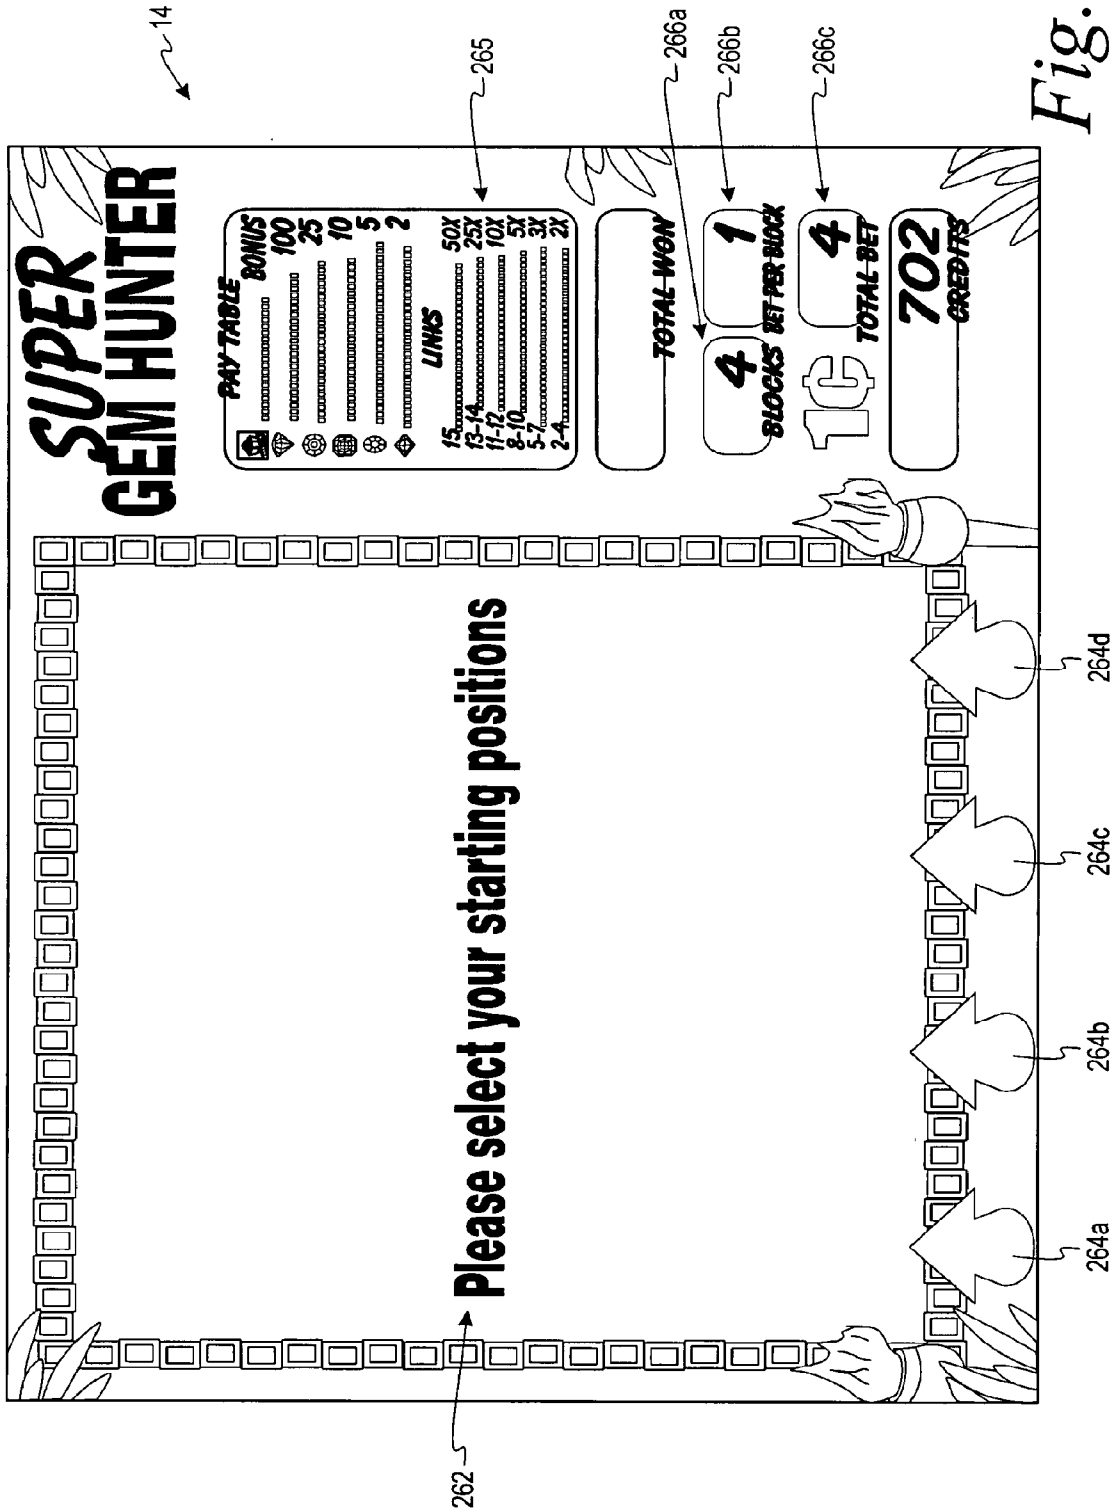 14
SUPER
GEM HUNTER
PAY TABLE
BONUS
100
25
10
5
2
LINKS
15 50X
13-14 25X
11-12 10X
8-10 5X
5-7 3X
2-4 2X
265
TOTAL WON
266a
4
BLOCKS
1
BET PER BLOCK
266b
1¢
4
TOTAL BET
266c
702
CREDITS
262
Please select your starting positions
264a
264b
264c
264d
Fig.